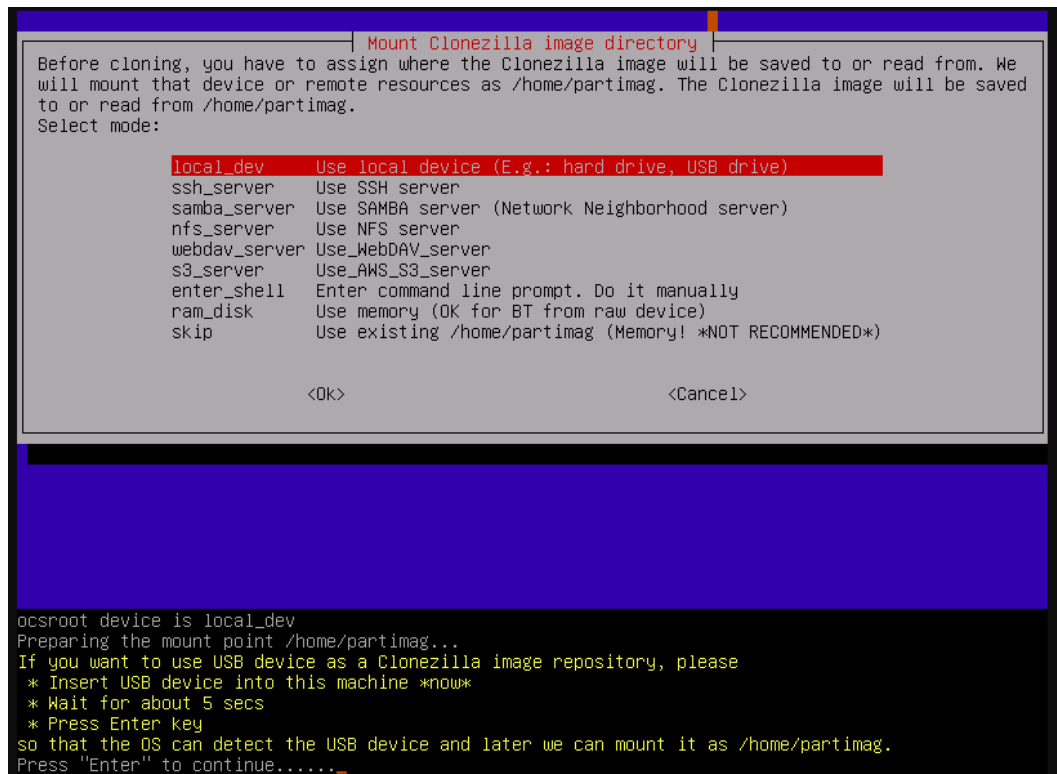 Mount Clonezilla image directory
Before cloning, you have to assign where the Clonezilla image will be saved to or read from. We
will mount that device or remote resources as /home/partimag. The Clonezilla image will be saved
to or read from /home/partimag.
Select mode:
local_dev Use local device (E.g.: hard drive, USB drive)
ssh_server Use SSH server
samba_server Use SAMBA server (Network Neighborhood server)
nfs_server Use NFS server
webdav_server Use_WebDAV_server
s3_server Use_AWS_S3_server
enter_shell Enter command line prompt. Do it manually
ram_disk Use memory (OK for BT from raw device)
skip Use existing /home/partimag (Memory! *NOT RECOMMENDED*)
<Ok> <Cancel>
ocsroot device is local_dev
Preparing the mount point /home/partimag...
If you want to use USB device as a Clonezilla image repository, please
* Insert USB device into this machine *now*
* Wait for about 5 secs
* Press Enter key
so that the OS can detect the USB device and later we can mount it as /home/partimag.
Press "Enter" to continue......